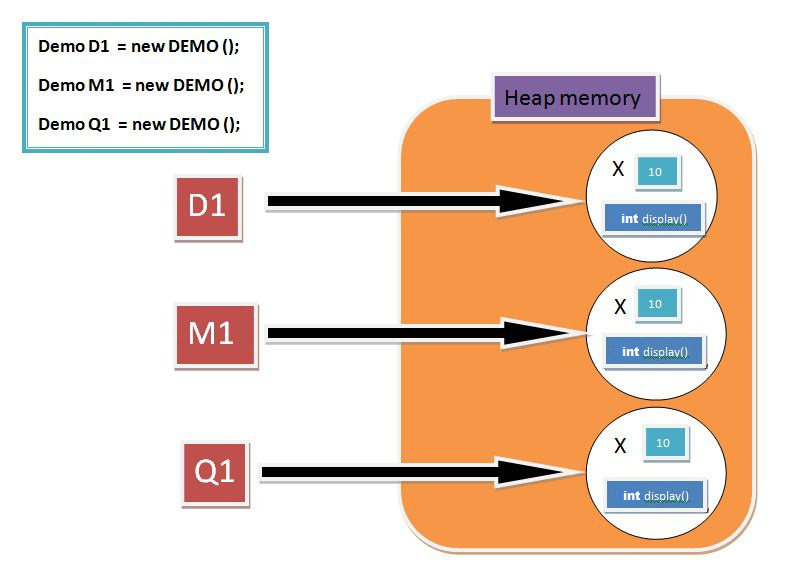 Demo D1 = new DEMO ();
Demo M1 = new DEMO ();
Demo Q1 = new DEMO ();
Heap memory
D1
X 10
int display()
M1
X 10
int display()
Q1
X 10
int display()